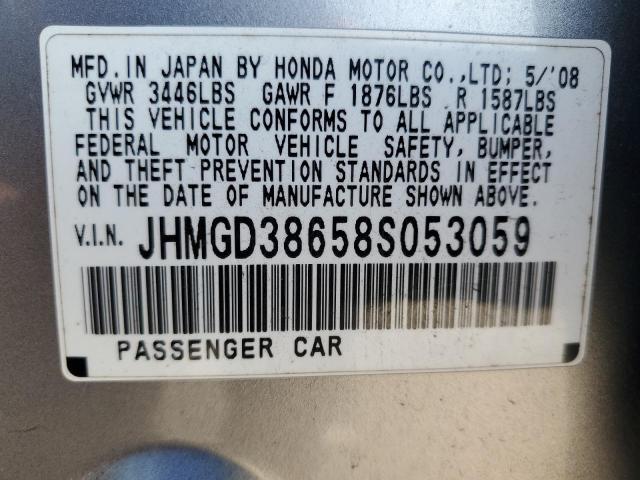 MFD. IN JAPAN BY HONDA MOTOR CO.,LTD; 5/'08
GVWR 3446LBS GAWR F 1876LBS R 1587LBS
THIS VEHICLE CONFORMS TO ALL APPLICABLE
FEDERAL MOTOR VEHICLE SAFETY, BUMPER,
AND THEFT PREVENTION STANDARDS IN EFFECT
ON THE DATE OF MANUFACTURE SHOWN ABOVE.
V.I.N. JHMGD38658S053059
PASSENGER CAR